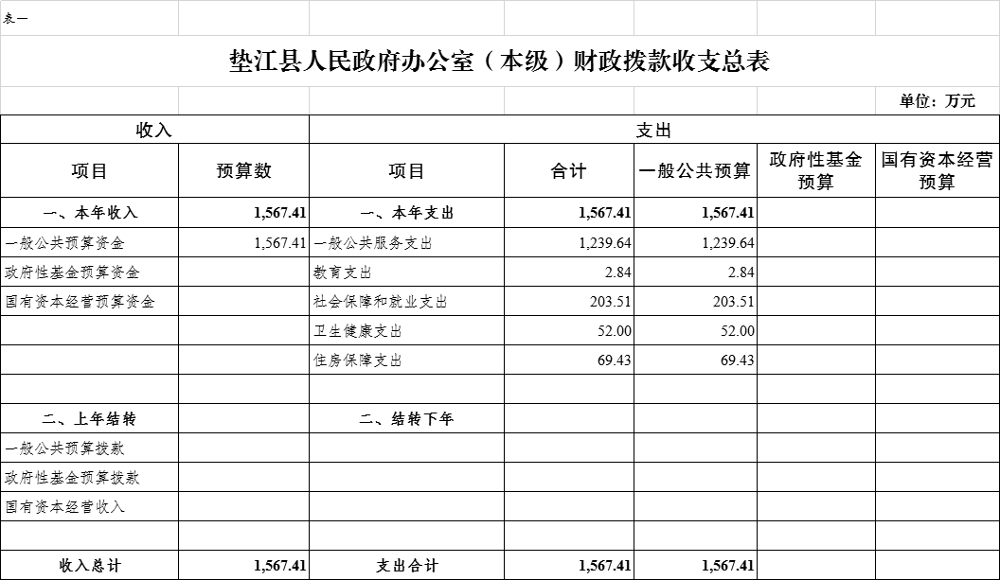 表一
垫江县人民政府办公室（本级）财政拨款收支总表
单位：万元
收入 支出
项目 预算数 项目 合计 一般公共预算 政府性基金预算 国有资本经营预算
一、本年收入 1,567.41 一、本年支出 1,567.41 1,567.41
一般公共预算资金 1,567.41 一般公共服务支出 1,239.64 1,239.64
政府性基金预算资金 教育支出 2.84 2.84
国有资本经营预算资金 社会保障和就业支出 203.51 203.51
卫生健康支出 52.00 52.00
住房保障支出 69.43 69.43
二、上年结转 二、结转下年
一般公共预算拨款
政府性基金预算拨款
国有资本经营收入
收入总计 1,567.41 支出合计 1,567.41 1,567.41